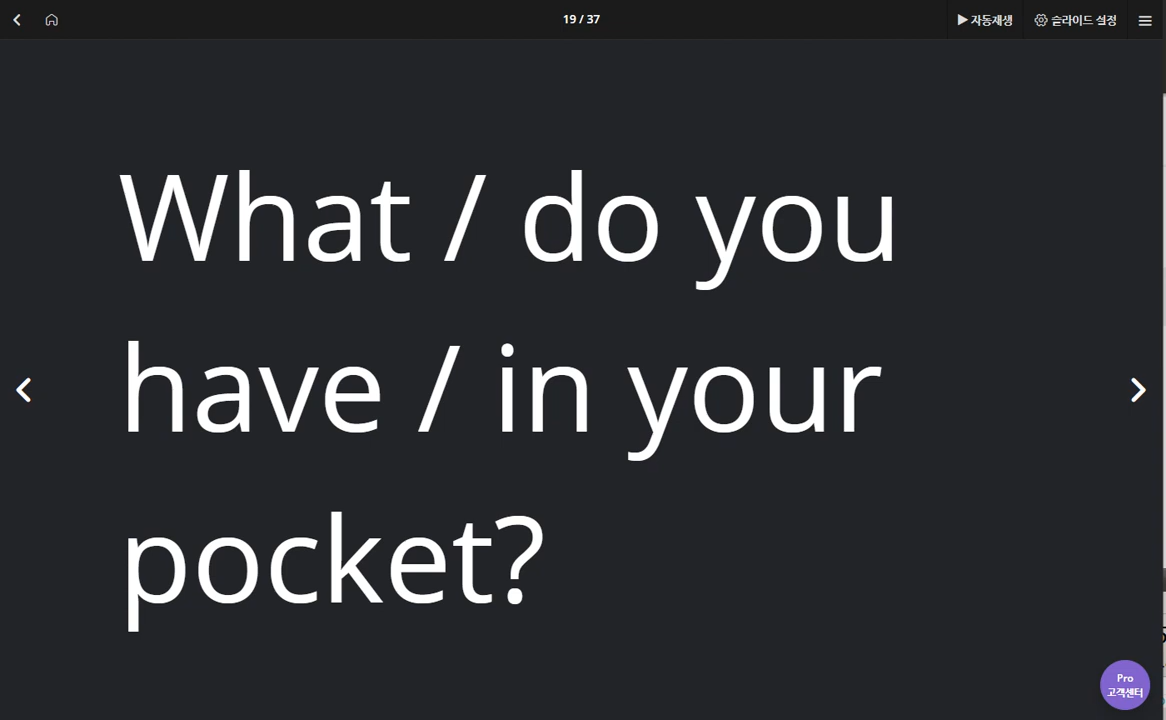 19 / 37
▶ 자동재생
슬라이드 설정
What / do you
have / in your
pocket?
Pro
고객센터